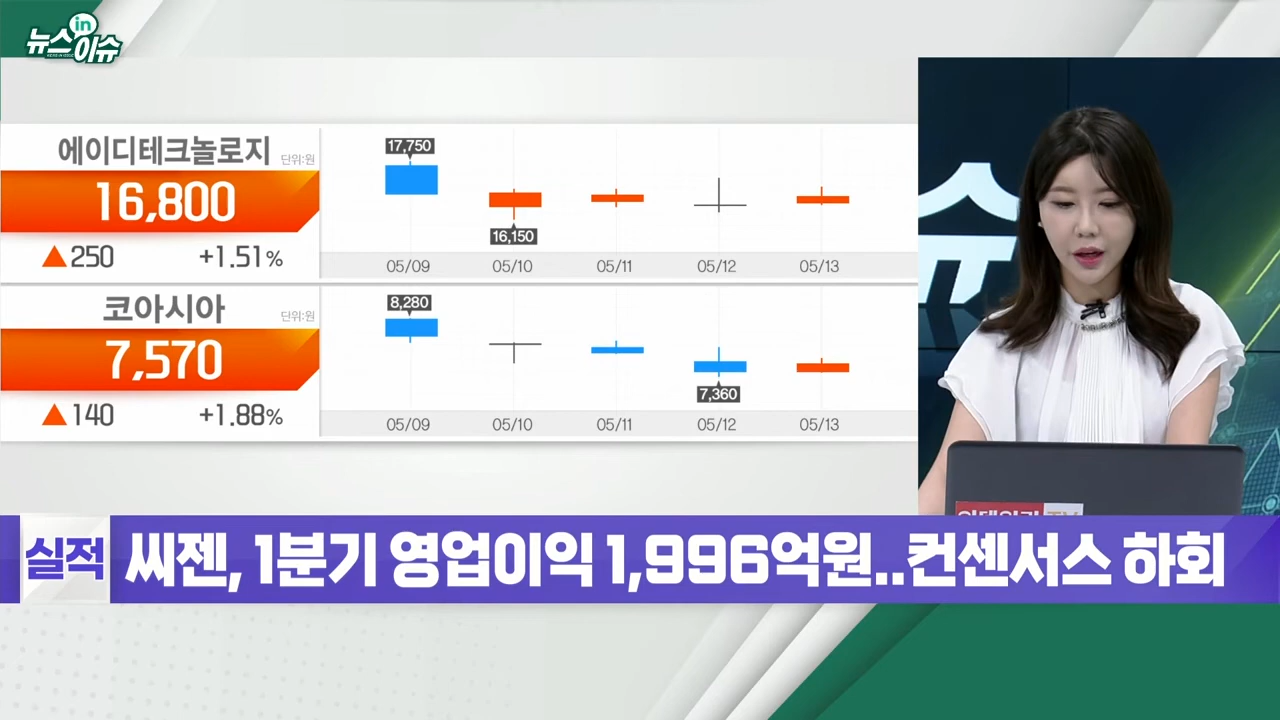 뉴스in이슈
에이디테크놀로지 단위:원
16,800
▲250 +1.51%
17,750
16,150
05/09 05/10 05/11 05/12 05/13
코아시아 단위:원
7,570
▲140 +1.88%
8,280
7,360
05/09 05/10 05/11 05/12 05/13
슈
실적 씨젠, 1분기 영업이익 1,996억원..컨센서스 하회